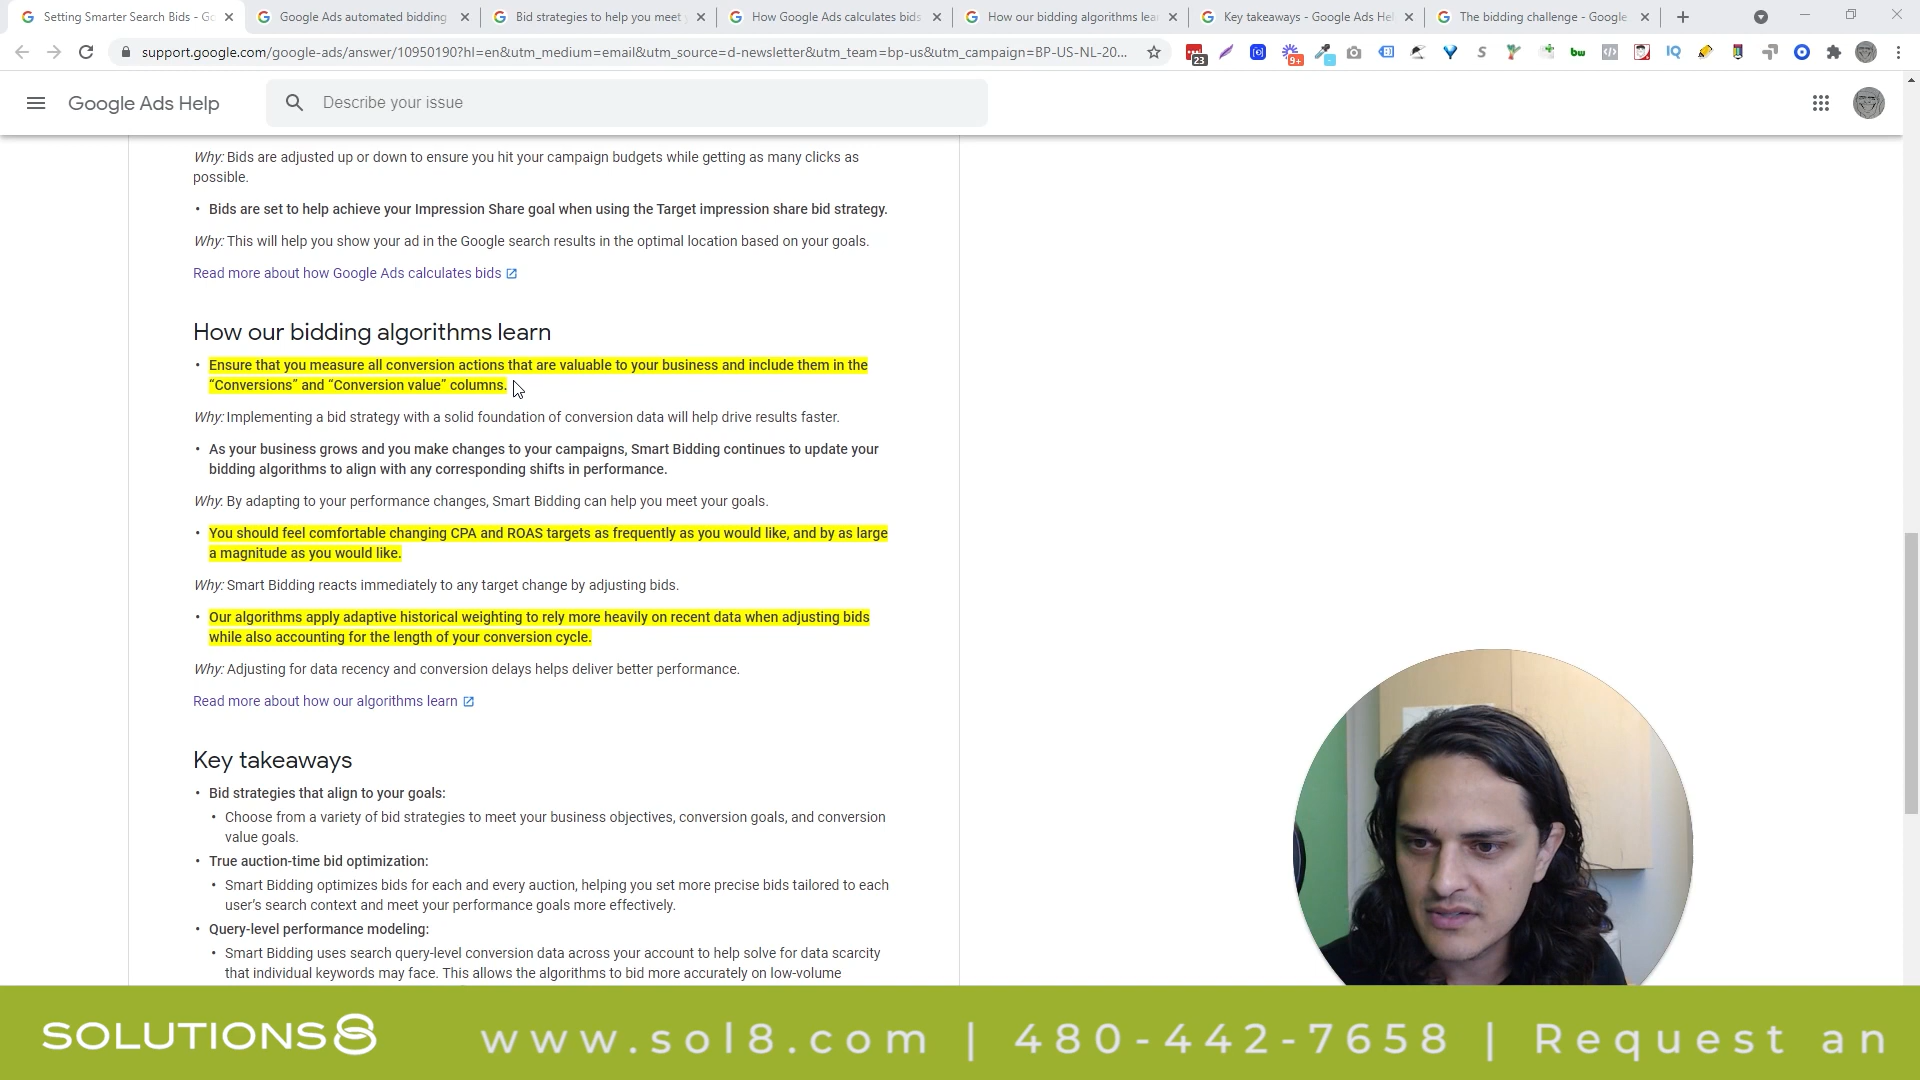 Setting Smarter Search Bids - Go
Google Ads automated bidding
Bid strategies to help you meet
How Google Ads calculates bids
How our bidding algorithms lear
Key takeaways - Google Ads Hel
The bidding challenge - Google
support.google.com/google-ads/answer/10950190?hl=en&utm_medium=email&utm_source=d-newsletter&utm_team=bp-us&utm_campaign=BP-US-NL-20...
23
9+
bw
IQ
Google Ads Help
Describe your issue
Why: Bids are adjusted up or down to ensure you hit your campaign budgets while getting as many clicks as
possible.
• Bids are set to help achieve your Impression Share goal when using the Target impression share bid strategy.
Why: This will help you show your ad in the Google search results in the optimal location based on your goals.
Read more about how Google Ads calculates bids
How our bidding algorithms learn
• Ensure that you measure all conversion actions that are valuable to your business and include them in the
“Conversions” and “Conversion value” columns.
Why: Implementing a bid strategy with a solid foundation of conversion data will help drive results faster.
• As your business grows and you make changes to your campaigns, Smart Bidding continues to update your
bidding algorithms to align with any corresponding shifts in performance.
Why: By adapting to your performance changes, Smart Bidding can help you meet your goals.
• You should feel comfortable changing CPA and ROAS targets as frequently as you would like, and by as large
a magnitude as you would like.
Why: Smart Bidding reacts immediately to any target change by adjusting bids.
• Our algorithms apply adaptive historical weighting to rely more heavily on recent data when adjusting bids
while also accounting for the length of your conversion cycle.
Why: Adjusting for data recency and conversion delays helps deliver better performance.
Read more about how our algorithms learn
Key takeaways
• Bid strategies that align to your goals:
• Choose from a variety of bid strategies to meet your business objectives, conversion goals, and conversion
value goals.
• True auction-time bid optimization:
• Smart Bidding optimizes bids for each and every auction, helping you set more precise bids tailored to each
user’s search context and meet your performance goals more effectively.
• Query-level performance modeling:
• Smart Bidding uses search query-level conversion data across your account to help solve for data scarcity
that individual keywords may face. This allows the algorithms to bid more accurately on low-volume
SOLUTIONS8
www.sol8.com | 480-442-7658 | Request an